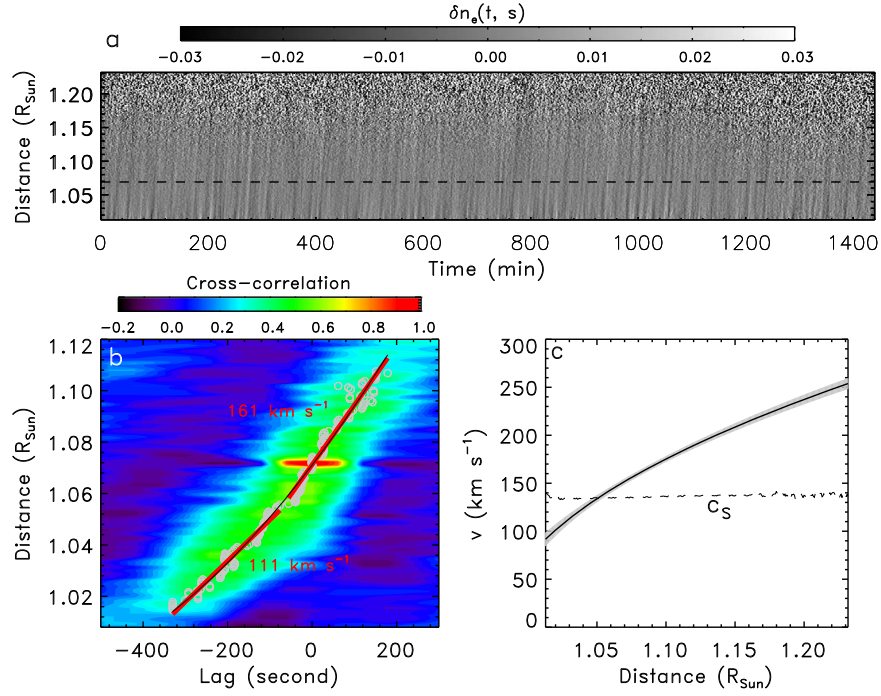 δnₑ(t, s)
a
−0.03 −0.02 −0.01 0.00 0.01 0.02 0.03
Distance (R_Sun)
1.20
1.15
1.10
1.05
0 200 400 600 800 1000 1200 1400
Time (min)
Cross−correlation
−0.2 0.0 0.2 0.4 0.6 0.8 1.0
b
Distance (R_Sun)
1.12
1.10
1.08
1.06
1.04
1.02
161 km s⁻¹
111 km s⁻¹
−400 −200 0 200
Lag (second)
c
v (km s⁻¹)
300
250
200
150
100
50
0
C_S
1.05 1.10 1.15 1.20
Distance (R_Sun)